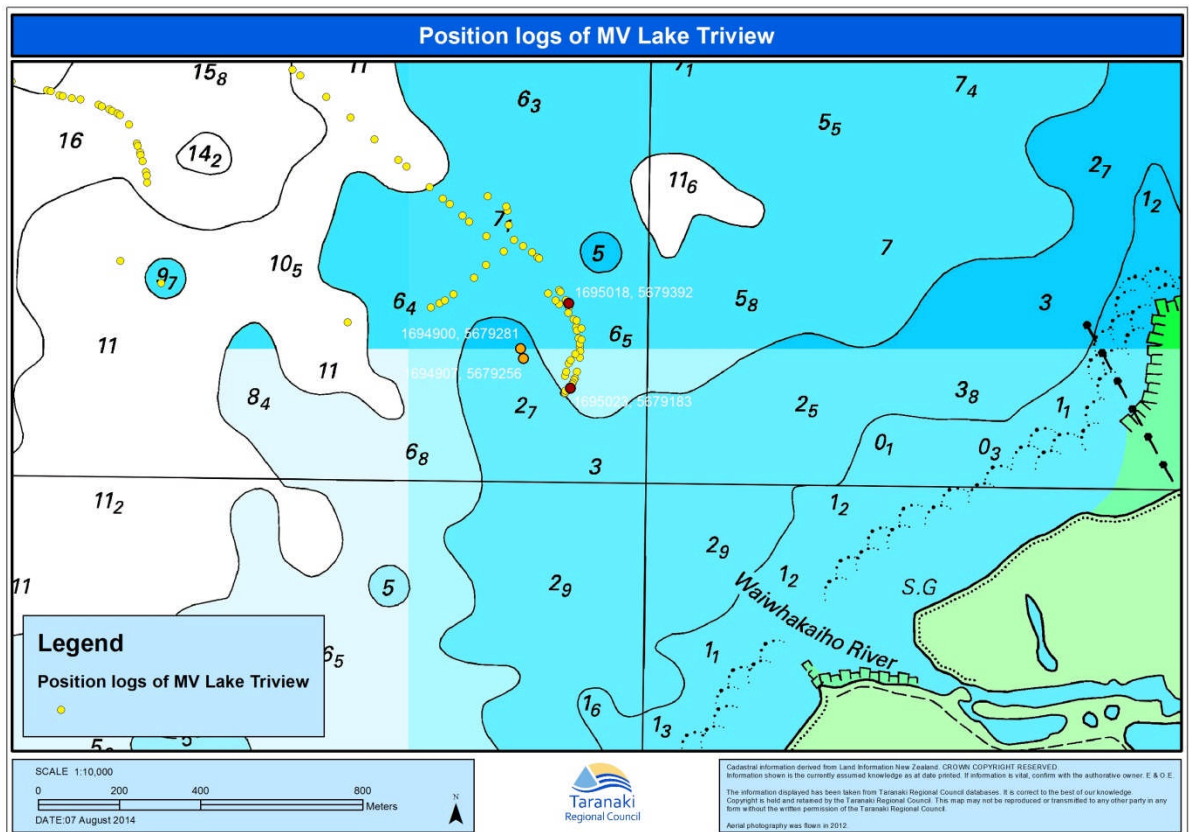 Position logs of MV Lake Triview
15₈
11
7₁
7₄
6₃
5₅
16
14₂
2₇
11₆
1₂
7₁
5
7
9₇
10₅
6₄
5₈
3
1695018, 5679392
6₅
1694900, 5679281
11
11
1694907, 5679256
8₄
2₇
1695023, 5679183
2₅
3₈
1₁
6₈
3
0₁
0₃
11₂
1₂
2₉
11
5
2₉
1₂
S.G
Waiwhakaiho River
6₅
1₁
1₆
1₃
5
Legend
Position logs of MV Lake Triview
SCALE 1:10,000
0 200 400 800
Meters
DATE:07 August 2014
N
Taranaki
Regional Council
Cadastral information derived from Land Information New Zealand. CROWN COPYRIGHT RESERVED.
Information shown is the currently assumed knowledge as at date printed. If information is vital, confirm with the authorative owner. E & O.E.
The information displayed has been taken from Taranaki Regional Council databases. It is correct to the best of our knowledge.
Copyright is held and retained by the Taranaki Regional Council. This map may not be reproduced or transmitted to any other party in any
form without the written permission of the Taranaki Regional Council.
Aerial photography was flown in 2012.